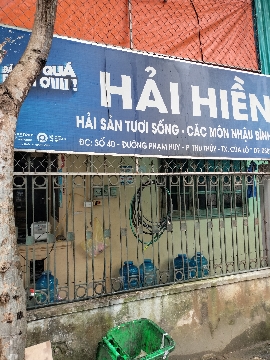 QUÁ
HẢI HIỀN
HẢI SẢN TƯƠI SỐNG - CÁC MÓN NHẬU BÌNH
ĐC: SỐ 40 - ĐƯỜNG PHẠM HUY - P THU THỦY - TX. CỬA LÒ